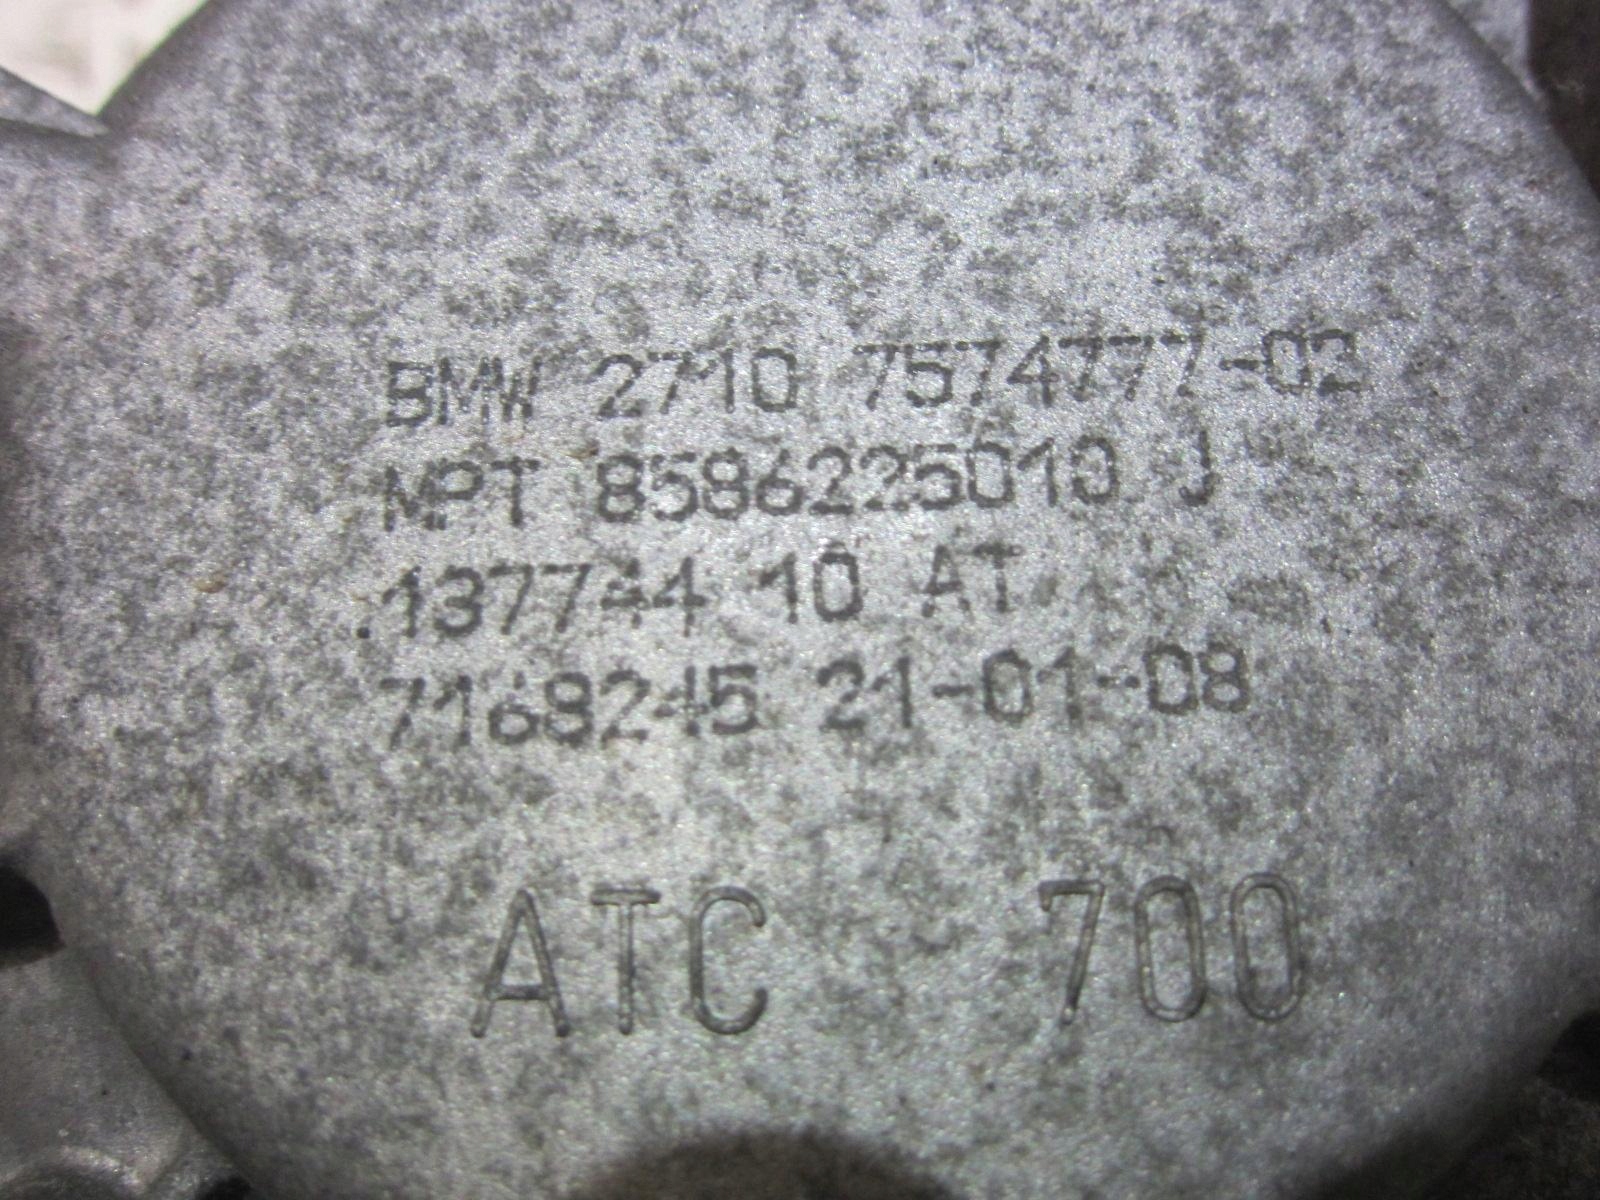 BMW 2710 7574777-02
MPT 8586225010 J
.137744 10 AT
7168245 21-01-08
ATC 700